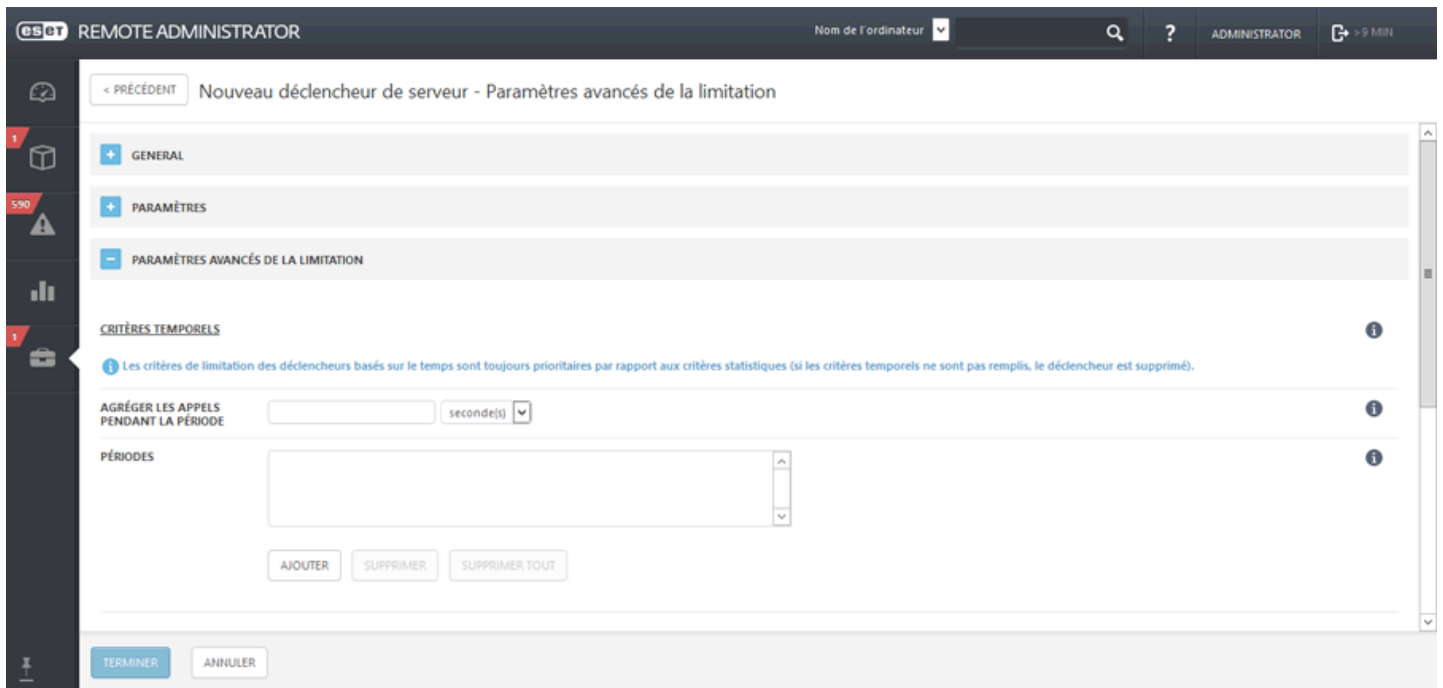 eset REMOTE ADMINISTRATOR
Nom de l'ordinateur
?
ADMINISTRATOR
>9 MIN
< PRÉCÉDENT
Nouveau déclencheur de serveur - Paramètres avancés de la limitation
1
GENERAL
590
PARAMÈTRES
PARAMÈTRES AVANCÉS DE LA LIMITATION
1
CRITÈRES TEMPORELS
Les critères de limitation des déclencheurs basés sur le temps sont toujours prioritaires par rapport aux critères statistiques (si les critères temporels ne sont pas remplis, le déclencheur est supprimé).
AGRÉGER LES APPELS
PENDANT LA PÉRIODE
seconde(s)
PÉRIODES
AJOUTER
SUPPRIMER
SUPPRIMER TOUT
TERMINER
ANNULER